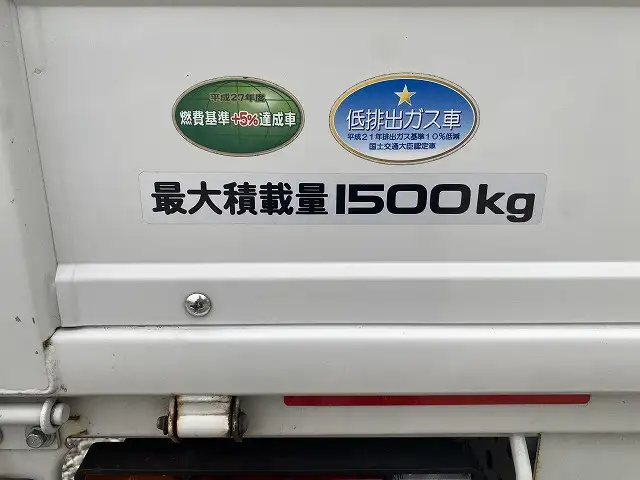 平成27年度
燃費基準+5%達成車
低排出ガス車
平成21年排出ガス基準10%低減
国土交通大臣認定車
最大積載量1500kg